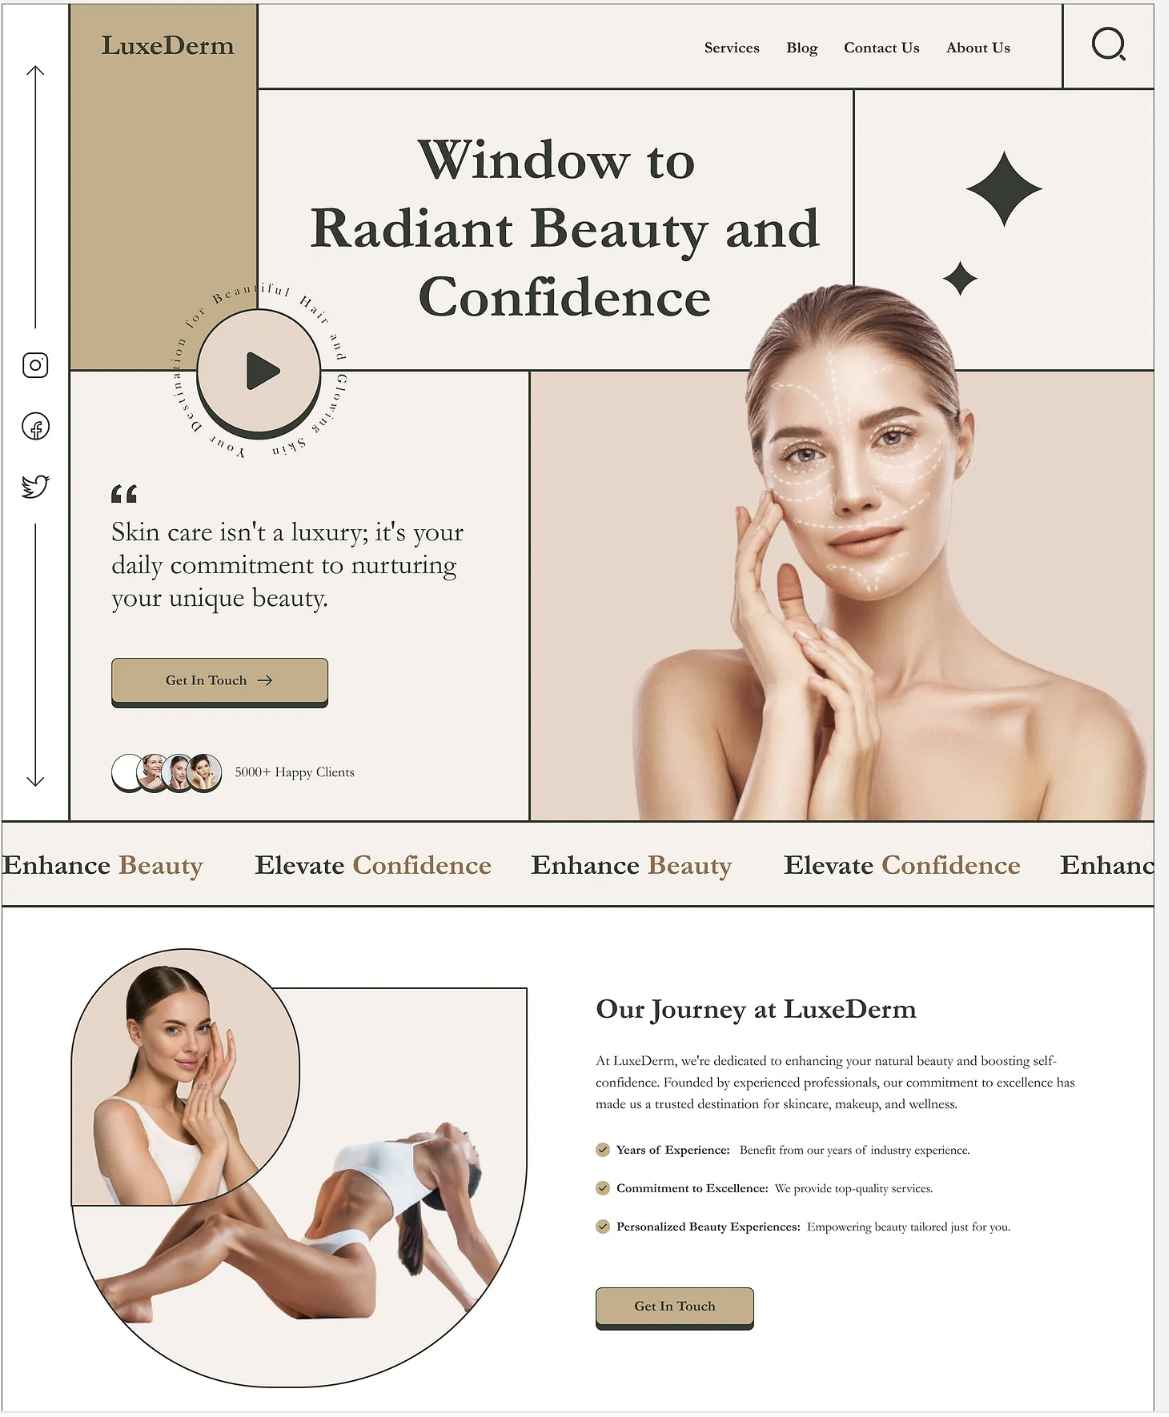 LuxeDerm
Services Blog Contact Us About Us
Window to
Radiant Beauty and
Confidence
Your Destination for Beautiful Hair and Glowing Skin
“
Skin care isn't a luxury; it's your
daily commitment to nurturing
your unique beauty.
Get In Touch →
5000+ Happy Clients
Enhance Beauty Elevate Confidence Enhance Beauty Elevate Confidence Enhanc
Our Journey at LuxeDerm
At LuxeDerm, we're dedicated to enhancing your natural beauty and boosting self-
confidence. Founded by experienced professionals, our commitment to excellence has
made us a trusted destination for skincare, makeup, and wellness.
Years of Experience: Benefit from our years of industry experience.
Commitment to Excellence: We provide top-quality services.
Personalized Beauty Experiences: Empowering beauty tailored just for you.
Get In Touch